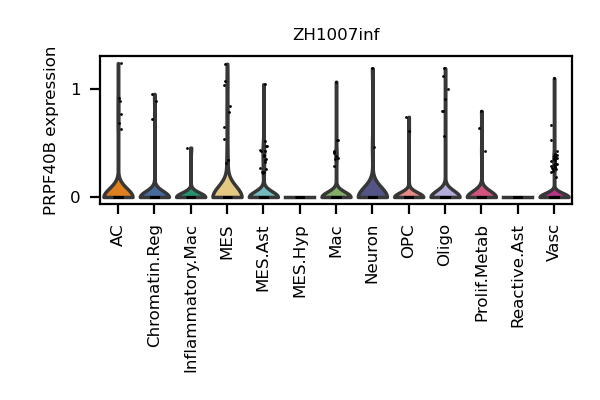 ZH1007inf
PRPF40B expression
1
0
AC
Chromatin.Reg
Inflammatory.Mac
MES
MES.Ast
MES.Hyp
Mac
Neuron
OPC
Oligo
Prolif.Metab
Reactive.Ast
Vasc